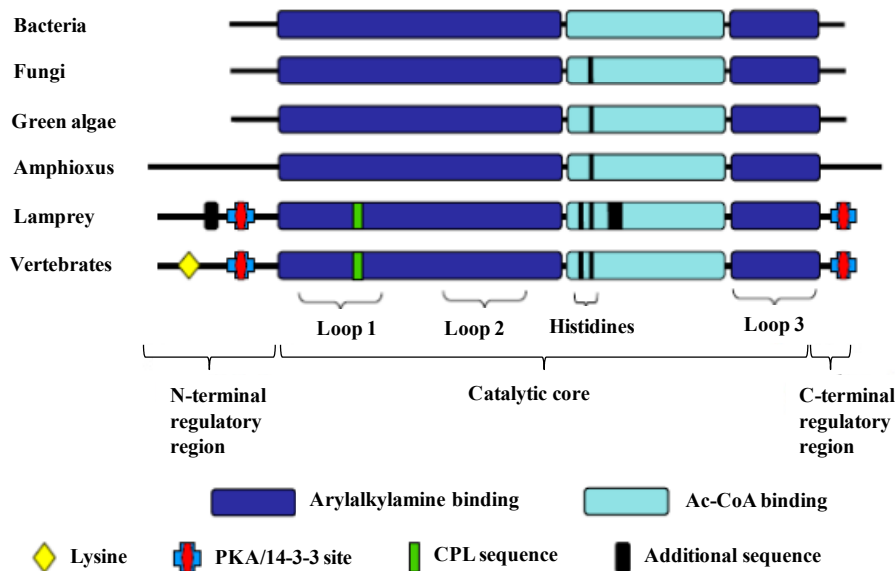 Bacteria
Fungi
Green algae
Amphioxus
Lamprey
Vertebrates
Loop 1
Loop 2
Histidines
Loop 3
N-terminal
regulatory
region
Catalytic core
C-terminal
regulatory
region
Arylalkylamine binding
Ac-CoA binding
Lysine
PKA/14-3-3 site
CPL sequence
Additional sequence